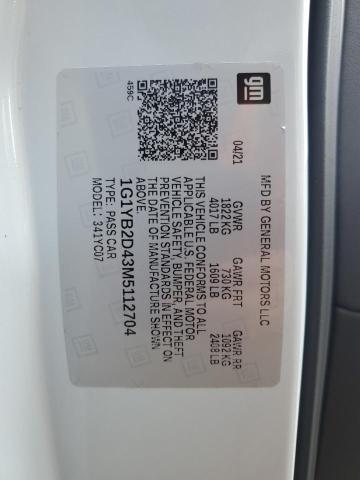 gm
459C
MFD BY GENERAL MOTORS LLC
04/21 GVWR GAWR FRT GAWR RR
1822 KG 730 KG 1092 KG
4017 LB 1609 LB 2408 LB
THIS VEHICLE CONFORMS TO ALL
APPLICABLE U.S. FEDERAL MOTOR
VEHICLE SAFETY, BUMPER, AND THEFT
PREVENTION STANDARDS IN EFFECT ON
THE DATE OF MANUFACTURE SHOWN
ABOVE.
1G1YB2D43M5112704
TYPE: PASS CAR
MODEL: 341YC07